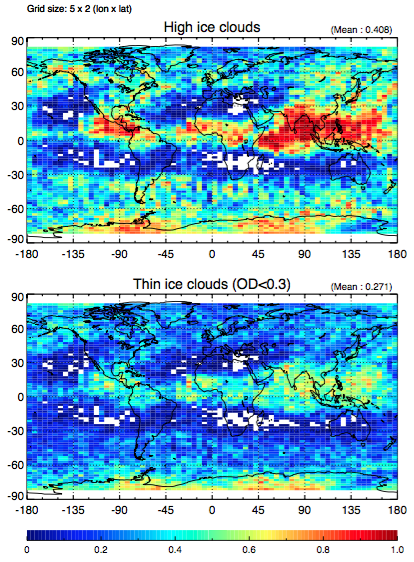 Grid size: 5 x 2 (lon x lat)
High ice clouds
(Mean : 0.408)
90
60
30
0
-30
-60
-90
-180 -135 -90 -45 0 45 90 135 180
Thin ice clouds (OD<0.3)
(Mean : 0.271)
90
60
30
0
-30
-60
-90
-180 -135 -90 -45 0 45 90 135 180
0 0.2 0.4 0.6 0.8 1.0